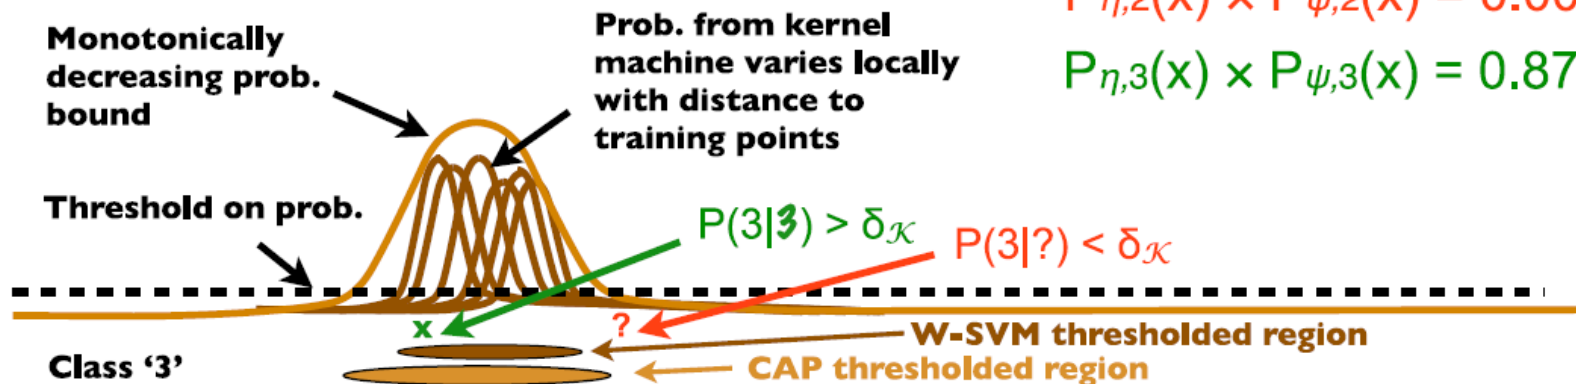 Monotonically
decreasing prob.
bound
Prob. from kernel
machine varies locally
with distance to
training points
Pη,3(x) × Pψ,3(x) = 0.87
Threshold on prob.
P(3|3) > δ𝒦
P(3|?) < δ𝒦
x
?
W-SVM thresholded region
Class ‘3’
CAP thresholded region